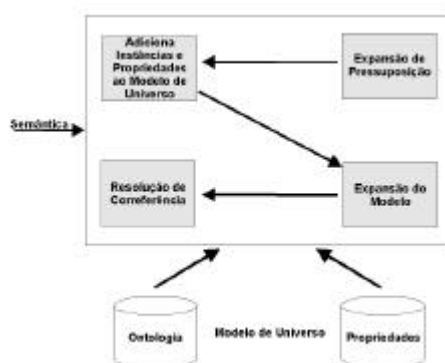 Adiciona
Instâncias e
Propriedades
ao Modelo de
Universo
Expansão de
Pressuposição
Semântica
Resolução de
Correferência
Expansão do
Modelo
Ontologia
Modelo de Universo
Propriedades